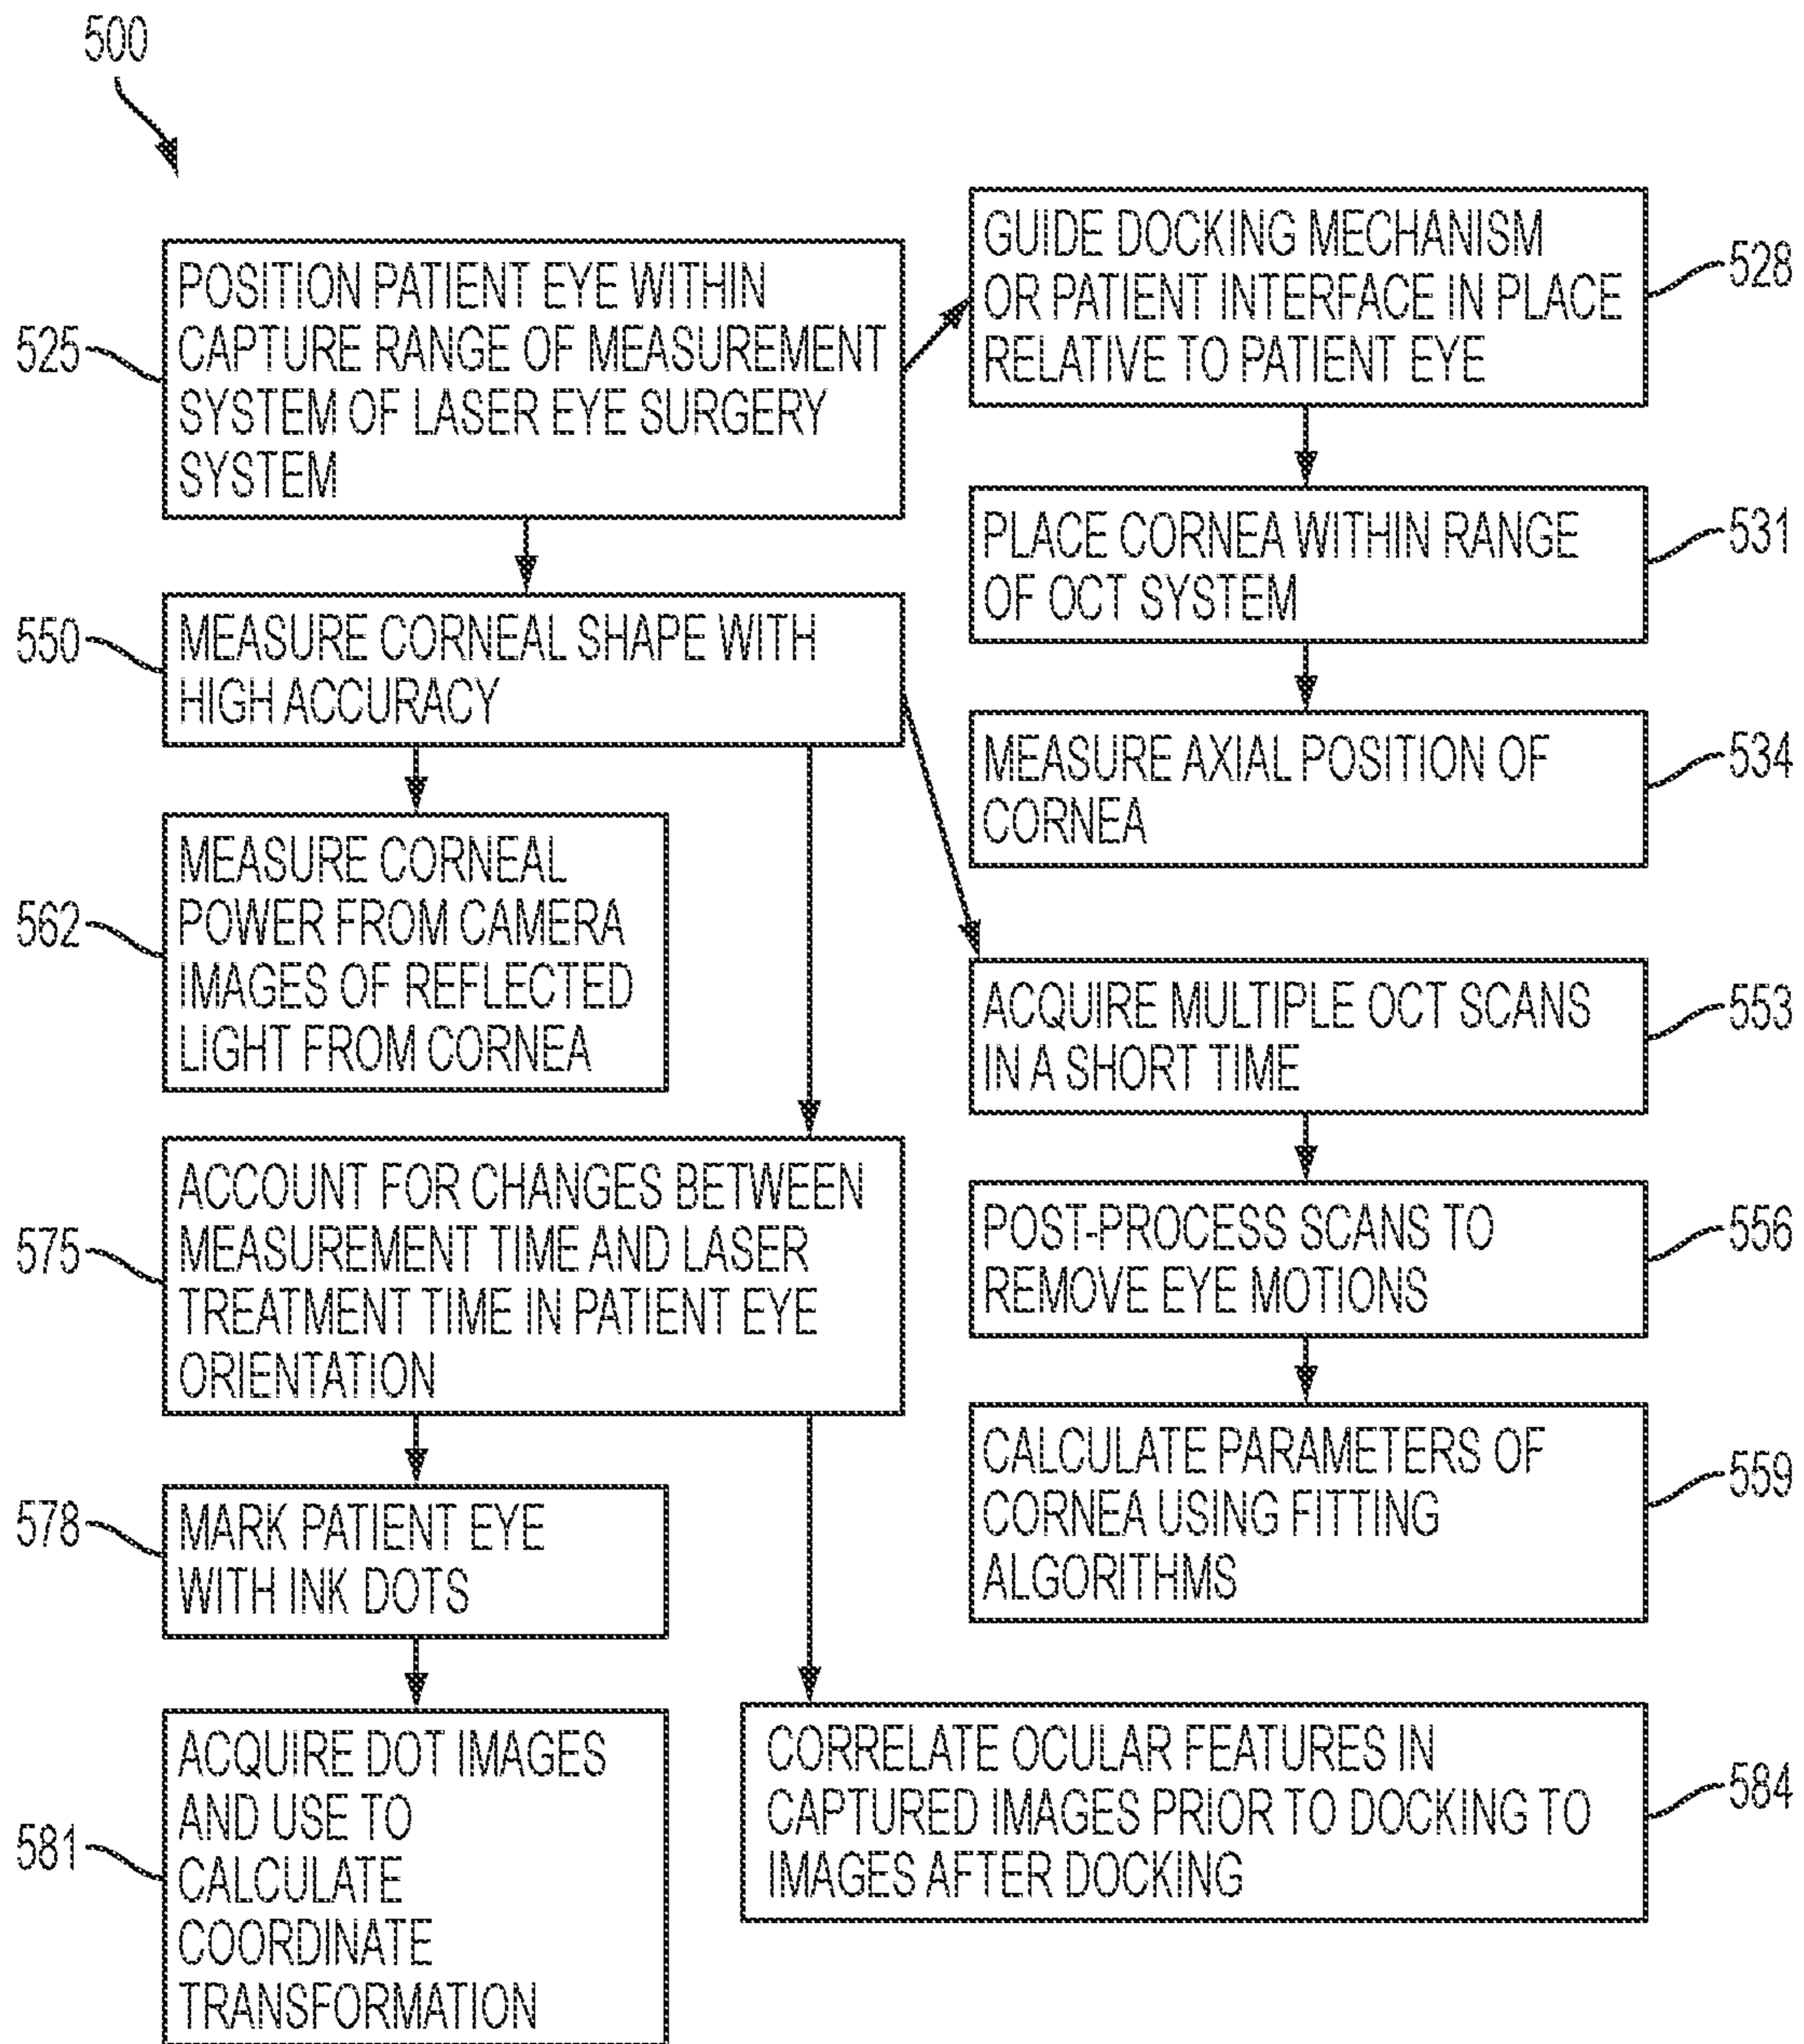 500
525
POSITION PATIENT EYE WITHIN
CAPTURE RANGE OF MEASUREMENT
SYSTEM OF LASER EYE SURGERY
SYSTEM
GUIDE DOCKING MECHANISM
OR PATIENT INTERFACE IN PLACE
RELATIVE TO PATIENT EYE
528
PLACE CORNEA WITHIN RANGE
OF OCT SYSTEM
531
MEASURE AXIAL POSITION OF
CORNEA
534
550
MEASURE CORNEAL SHAPE WITH
HIGH ACCURACY
562
MEASURE CORNEAL
POWER FROM CAMERA
IMAGES OF REFLECTED
LIGHT FROM CORNEA
ACQUIRE MULTIPLE OCT SCANS
IN A SHORT TIME
553
POST-PROCESS SCANS TO
REMOVE EYE MOTIONS
556
CALCULATE PARAMETERS OF
CORNEA USING FITTING
ALGORITHMS
559
575
ACCOUNT FOR CHANGES BETWEEN
MEASUREMENT TIME AND LASER
TREATMENT TIME IN PATIENT EYE
ORIENTATION
578
MARK PATIENT EYE
WITH INK DOTS
581
ACQUIRE DOT IMAGES
AND USE TO
CALCULATE
COORDINATE
TRANSFORMATION
CORRELATE OCULAR FEATURES IN
CAPTURED IMAGES PRIOR TO DOCKING TO
IMAGES AFTER DOCKING
584